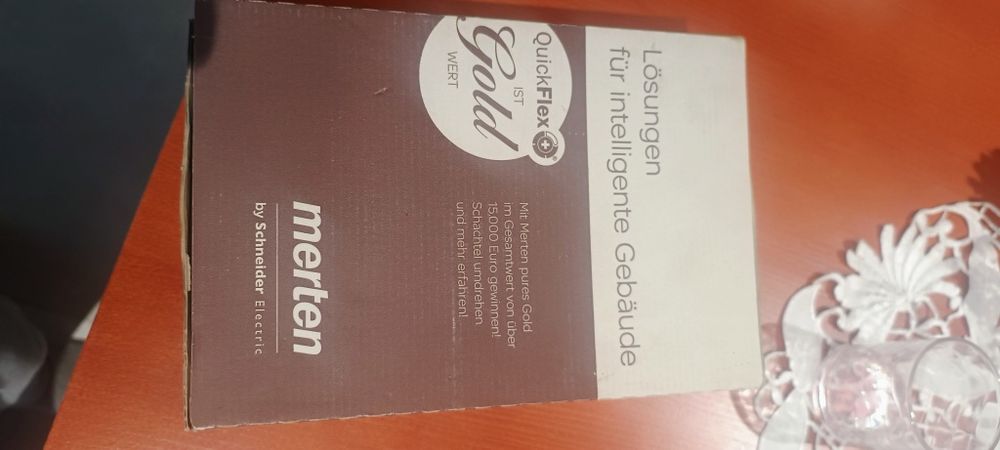 Lösungen
für intelligente Gebäude
QuickFlex®
IST
Gold
WERT
Mit Merten pures Gold
im Gesamtwert von über
15.000 Euro gewinnen!
Schachtel umdrehen
und mehr erfahren!
merten
by Schneider Electric